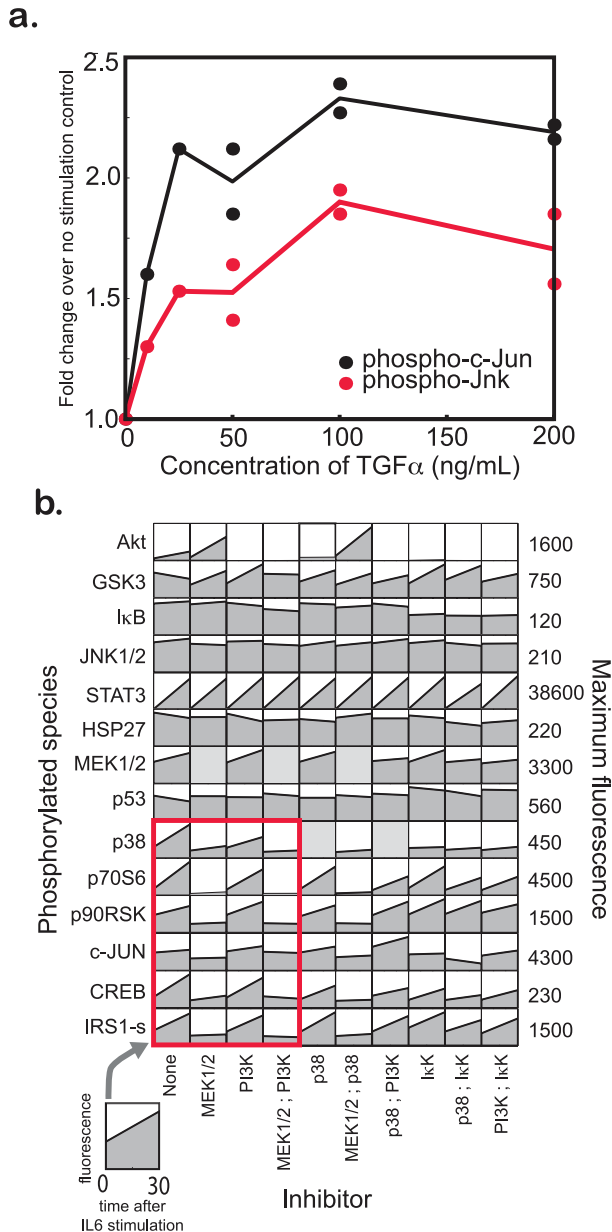 a.
Fold change over no stimulation control
2.5
2.0
1.5
1.0
phospho-c-Jun
phospho-Jnk
0 50 100 150 200
Concentration of TGFα (ng/mL)
b.
Phosphorylated species
Maximum fluorescence
Akt 1600
GSK3 750
IκB 120
JNK1/2 210
STAT3 38600
HSP27 220
MEK1/2 3300
p53 560
p38 450
p70S6 4500
p90RSK 1500
c-JUN 4300
CREB 230
IRS1-s 1500
None
MEK1/2
PI3K
MEK1/2 ; PI3K
p38
MEK1/2 ; p38
p38 ; PI3K
IκK
p38 ; IκK
PI3K ; IκK
Inhibitor
fluorescence
0 30
time after
IL6 stimulation